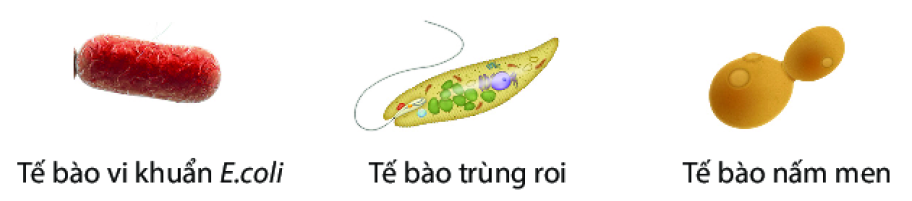 Tế bào vi khuẩn E.coli
Tế bào trùng roi
Tế bào nấm men